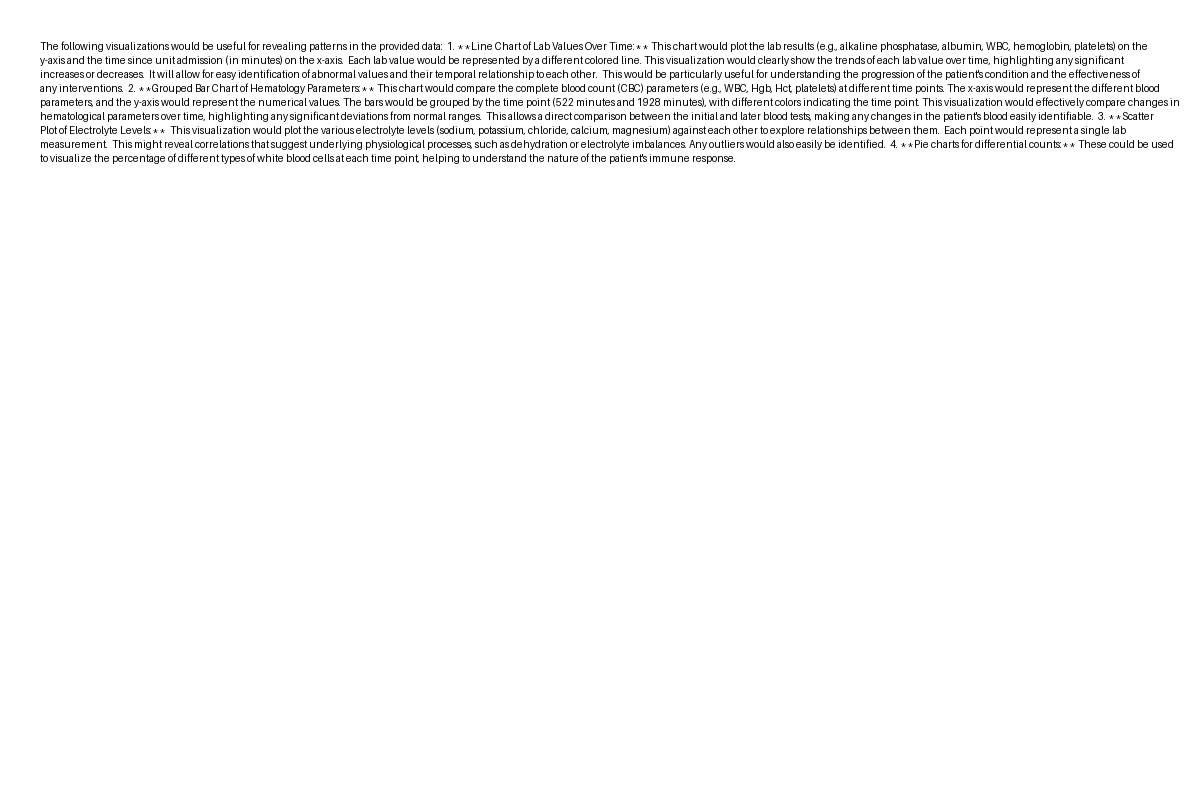 The following visualizations would be useful for revealing patterns in the provided data:  1. **Line Chart of Lab Values Over Time:** This chart would plot the lab results (e.g., alkaline phosphatase, albumin, WBC, hemoglobin, platelets) on the
y-axis and the time since unit admission (in minutes) on the x-axis.  Each lab value would be represented by a different colored line. This visualization would clearly show the trends of each lab value over time, highlighting any significant
increases or decreases.  It will allow for easy identification of abnormal values and their temporal relationship to each other.  This would be particularly useful for understanding the progression of the patient's condition and the effectiveness of
any interventions.  2. **Grouped Bar Chart of Hematology Parameters:** This chart would compare the complete blood count (CBC) parameters (e.g., WBC, Hgb, Hct, platelets) at different time points. The x-axis would represent the different blood
parameters, and the y-axis would represent the numerical values. The bars would be grouped by the time point (522 minutes and 1928 minutes), with different colors indicating the time point. This visualization would effectively compare changes in
hematological parameters over time, highlighting any significant deviations from normal ranges.  This allows a direct comparison between the initial and later blood tests, making any changes in the patient's blood easily identifiable.  3. **Scatter
Plot of Electrolyte Levels:**  This visualization would plot the various electrolyte levels (sodium, potassium, chloride, calcium, magnesium) against each other to explore relationships between them.  Each point would represent a single lab
measurement.  This might reveal correlations that suggest underlying physiological processes, such as dehydration or electrolyte imbalances. Any outliers would also easily be identified.  4. **Pie charts for differential counts:** These could be used
to visualize the percentage of different types of white blood cells at each time point, helping to understand the nature of the patient's immune response.